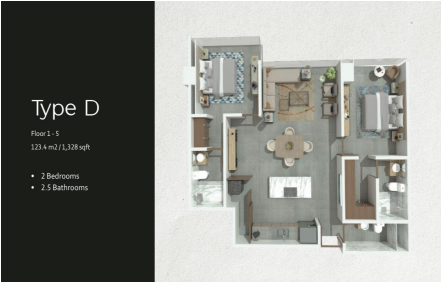 Type D
Floor 1 - 5
123.4 m2 / 1,328 sqft
• 2 Bedrooms
• 2.5 Bathrooms